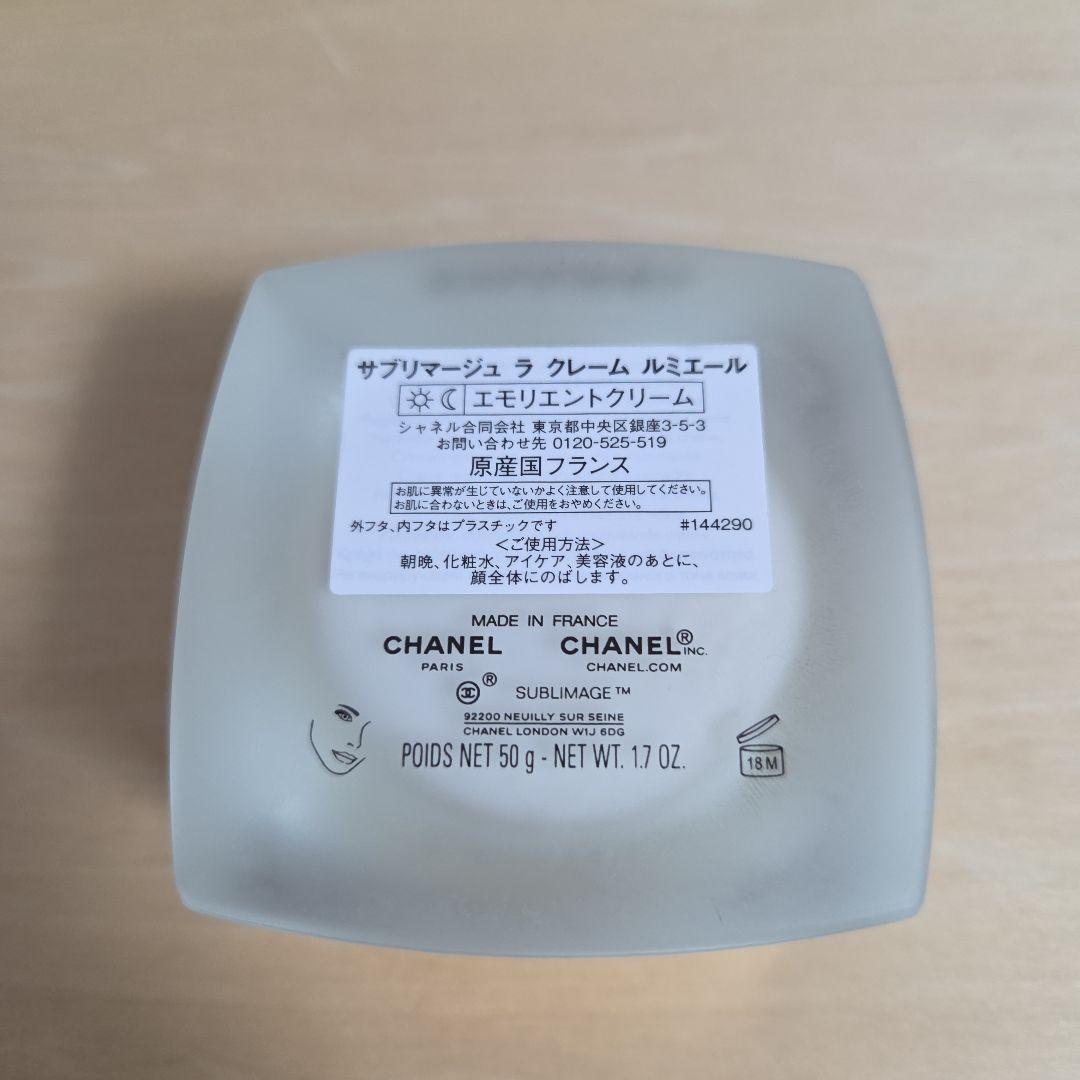 サブリマージュ ラ クレーム ルミエール
エモリエントクリーム
シャネル合同会社 東京都中央区銀座3-5-3
お問い合わせ先 0120-525-519
原産国フランス
お肌に異常が生じていないかよく注意して使用してください。
お肌に合わないときは、ご使用をおやめください。
外フタ、内フタはプラスチックです #144290
<ご使用方法>
朝晩、化粧水、アイケア、美容液のあとに、
顔全体にのばします。
MADE IN FRANCE
CHANEL CHANEL® INC.
PARIS CHANEL.COM
® SUBLIMAGE™
92200 NEUILLY SUR SEINE
CHANEL LONDON W1J 6DG
POIDS NET 50 g - NET WT. 1.7 OZ.
18 M